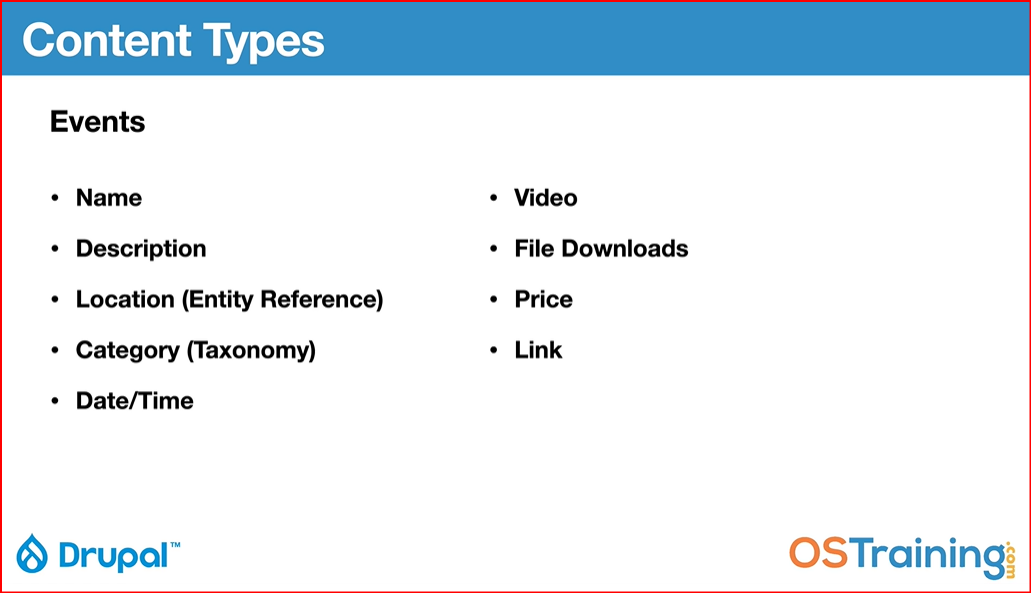 Content Types
Events
• Name
• Description
• Location (Entity Reference)
• Category (Taxonomy)
• Date/Time
• Video
• File Downloads
• Price
• Link
Drupal™
OSTraining.com